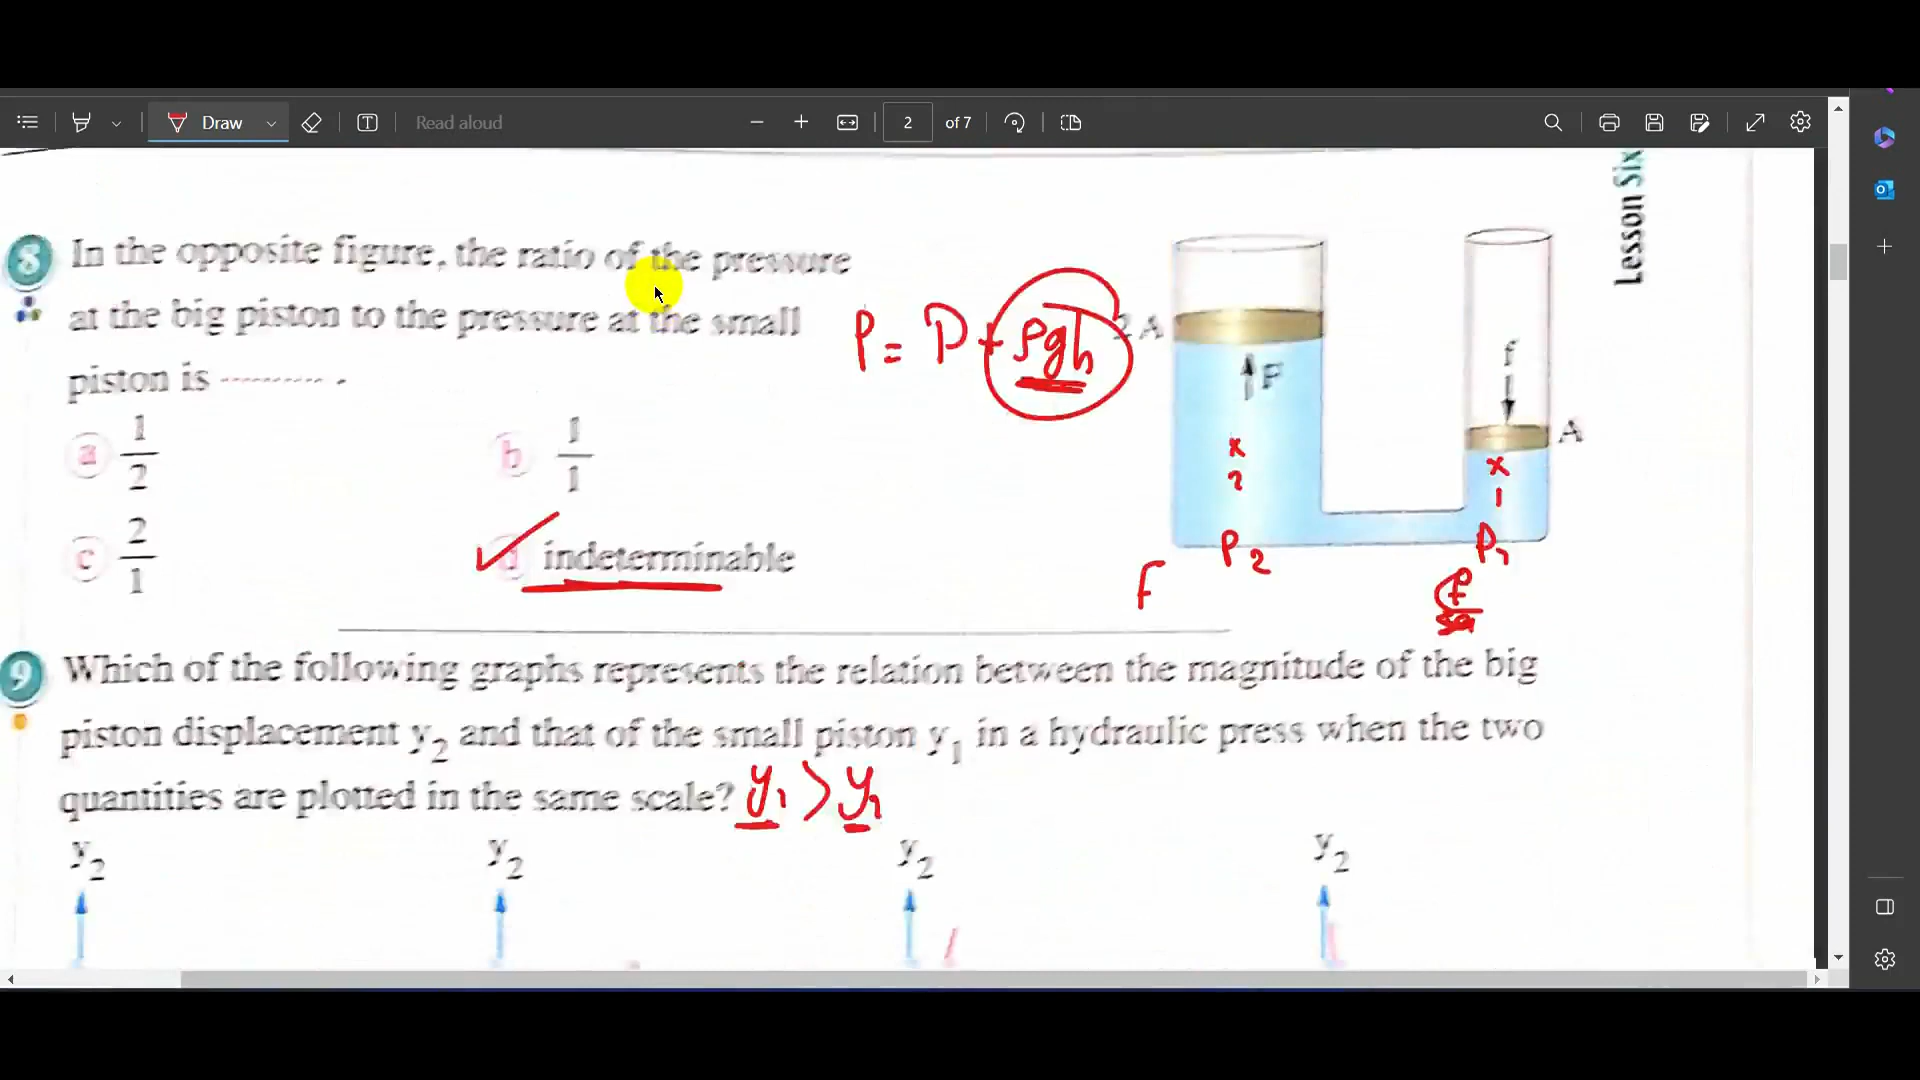 Draw
Read aloud
2 of 7
Lesson Six
8 In the opposite figure, the ratio of the pressure
at the big piston to the pressure at the small
piston is ............ .
a 1/2
b 1/1
c 2/1
d indeterminable
P = P + ρgh
2 A
F
f
A
x
2
x
1
P2
P1
F
f
9 Which of the following graphs represents the relation between the magnitude of the big
piston displacement y2 and that of the small piston y1 in a hydraulic press when the two
quantities are plotted in the same scale? y1 > y2
y2
y2
y2
y2